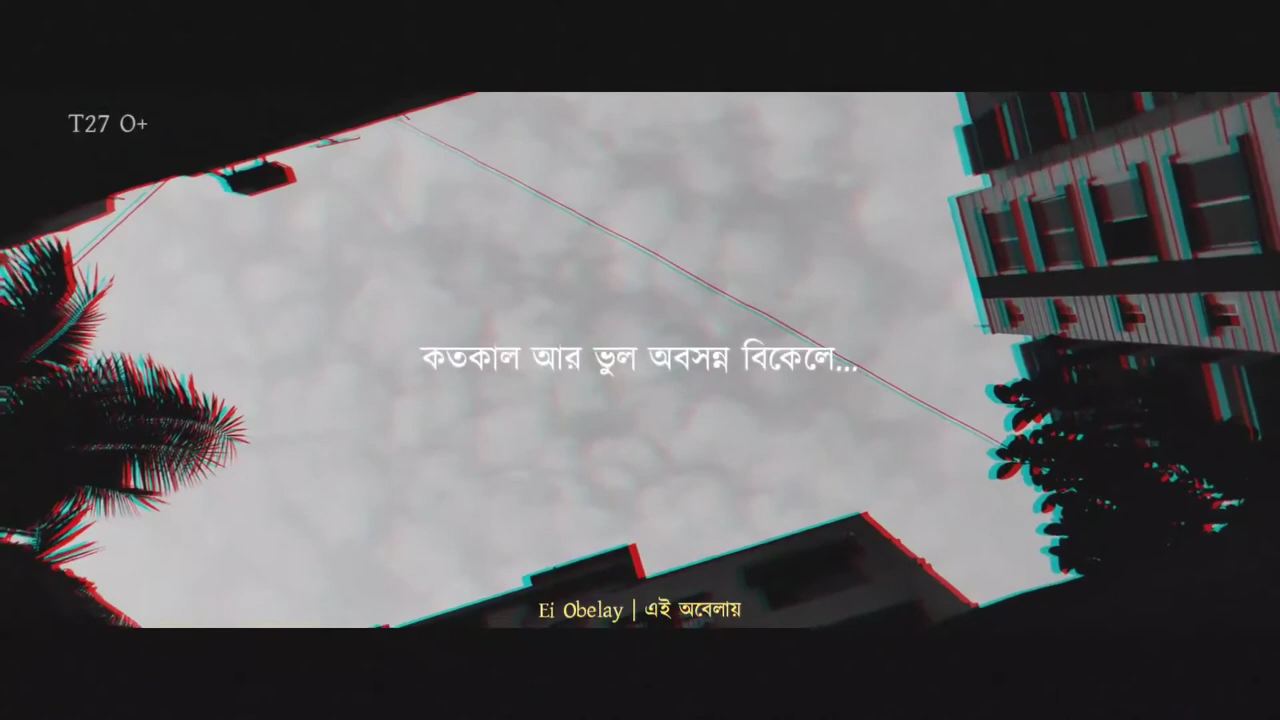 T27 O+
কতকাল আর ভুল অবসন্ন বিকেলে...
Ei Obelay | এই অবেলায়